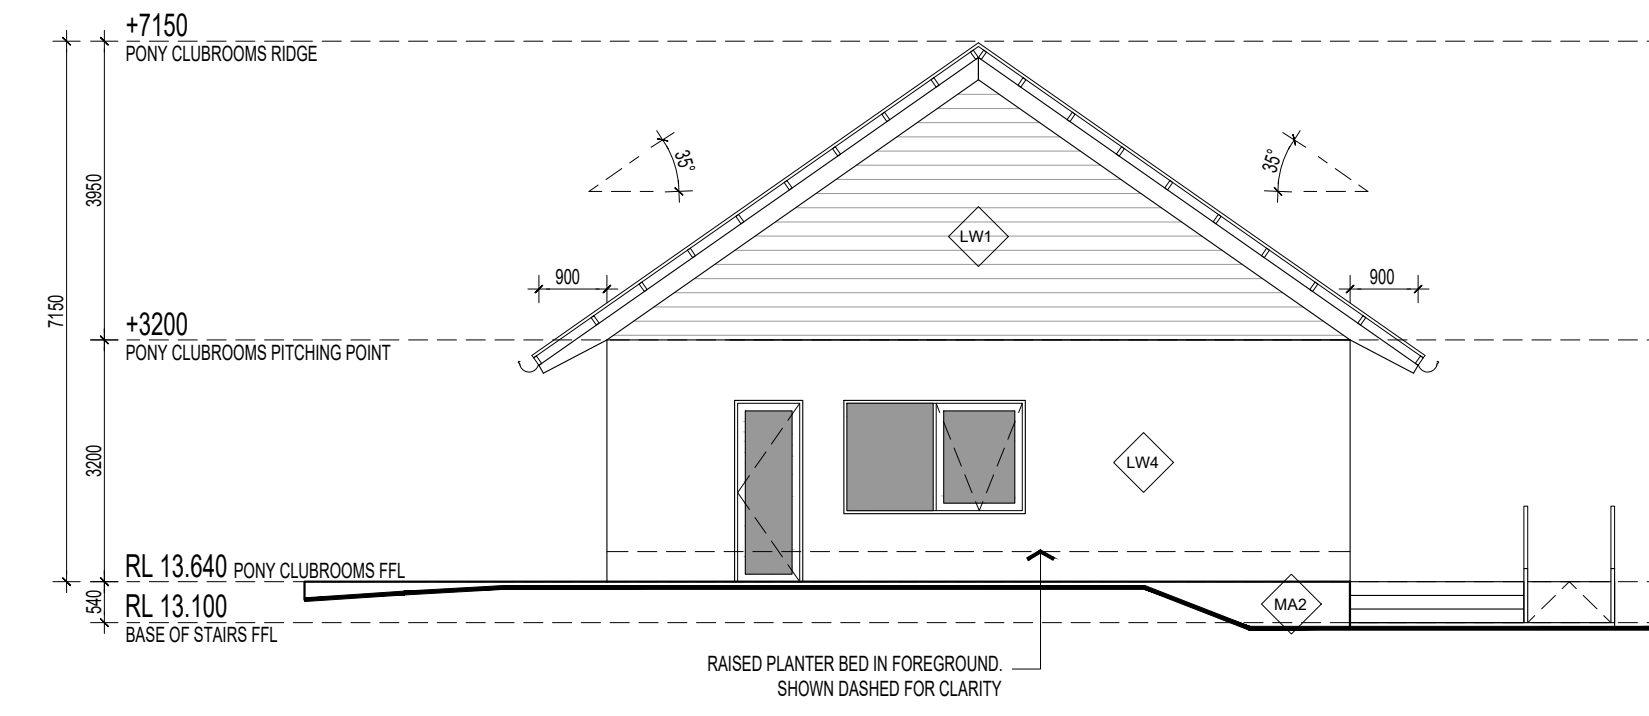 +7150
PONY CLUBROOMS RIDGE
35°
35°
3950
LW1
900
900
7150
+3200
PONY CLUBROOMS PITCHING POINT
3200
LW4
RL 13.640 PONY CLUBROOMS FFL
540
RL 13.100
MA2
BASE OF STAIRS FFL
RAISED PLANTER BED IN FOREGROUND.
SHOWN DASHED FOR CLARITY